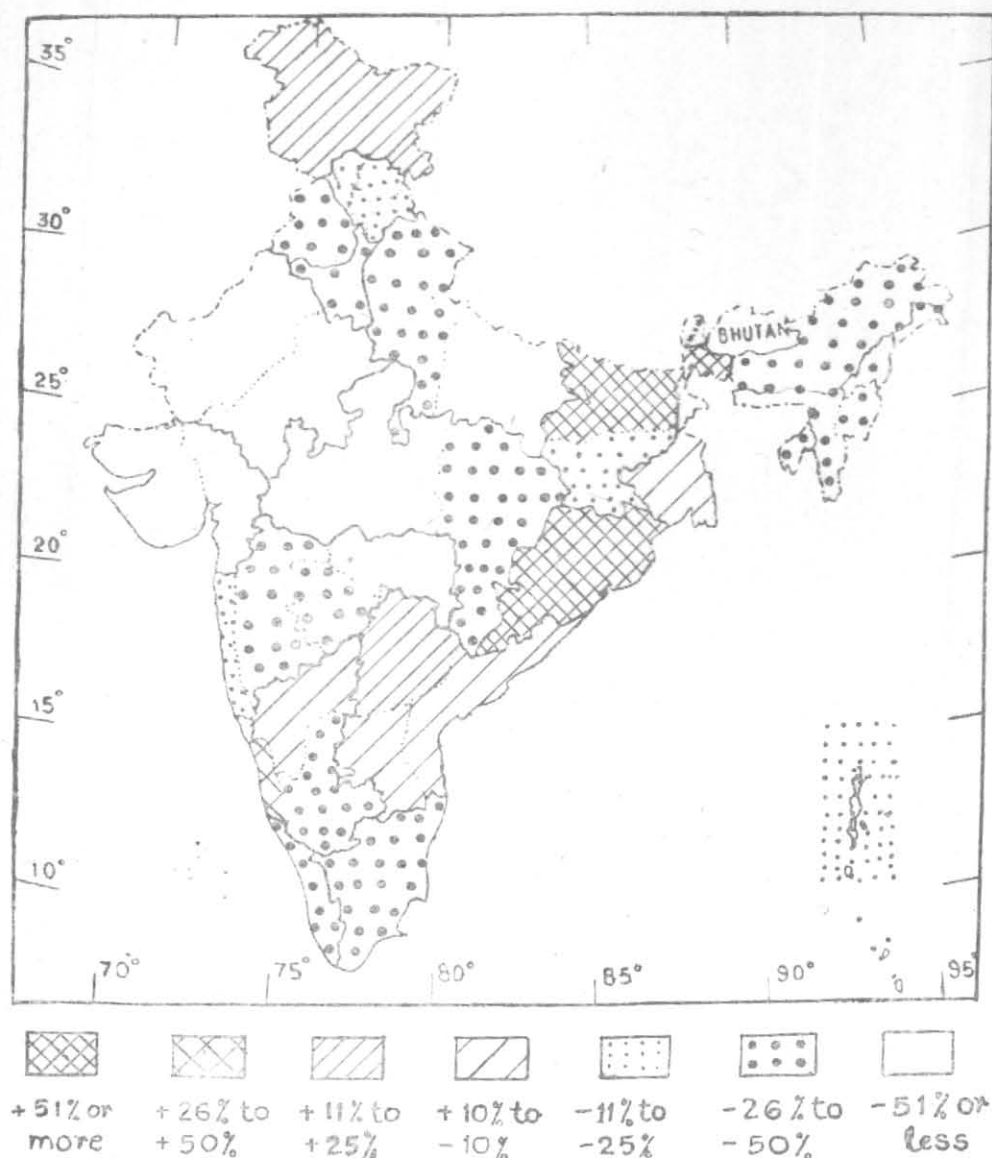 35°
30°
BHUTAN
25°
20°
15°
10°
70° 75° 80° 85° 90° 95°
+51% or +26% to +11% to +10% to -11% to -26% to -51% or
more +50% +25% -10% -25% -50% less